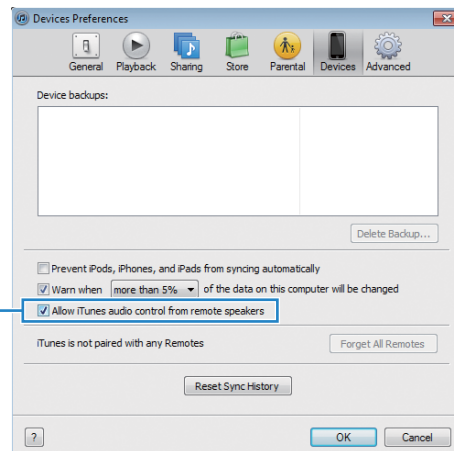 Devices Preferences
General Playback Sharing Store Parental Devices Advanced
Device backups:
Delete Backup...
Prevent iPods, iPhones, and iPads from syncing automatically
Warn when more than 5% of the data on this computer will be changed
Allow iTunes audio control from remote speakers
iTunes is not paired with any Remotes Forget All Remotes
Reset Sync History
? OK Cancel